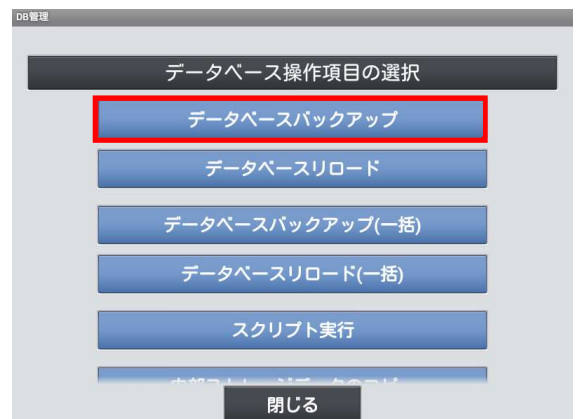 DB管理
データベース操作項目の選択
データベースバックアップ
データベースリロード
データベースバックアップ(一括)
データベースリロード(一括)
スクリプト実行
閉じる